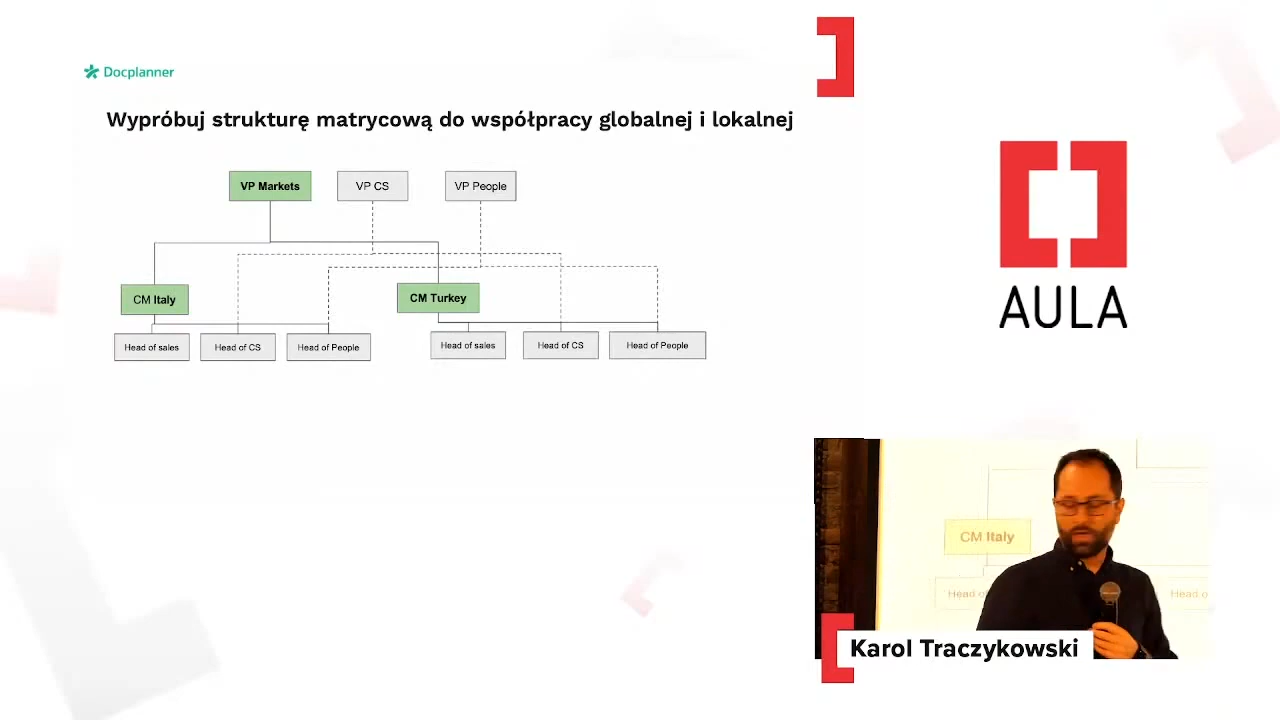 Docplanner
Wypróbuj strukturę matrycową do współpracy globalnej i lokalnej
VP Markets
VP CS
VP People
CM Italy
CM Turkey
Head of sales
Head of CS
Head of People
Head of sales
Head of CS
Head of People
AULA
CM Italy
Head o
Head o
Karol Traczykowski